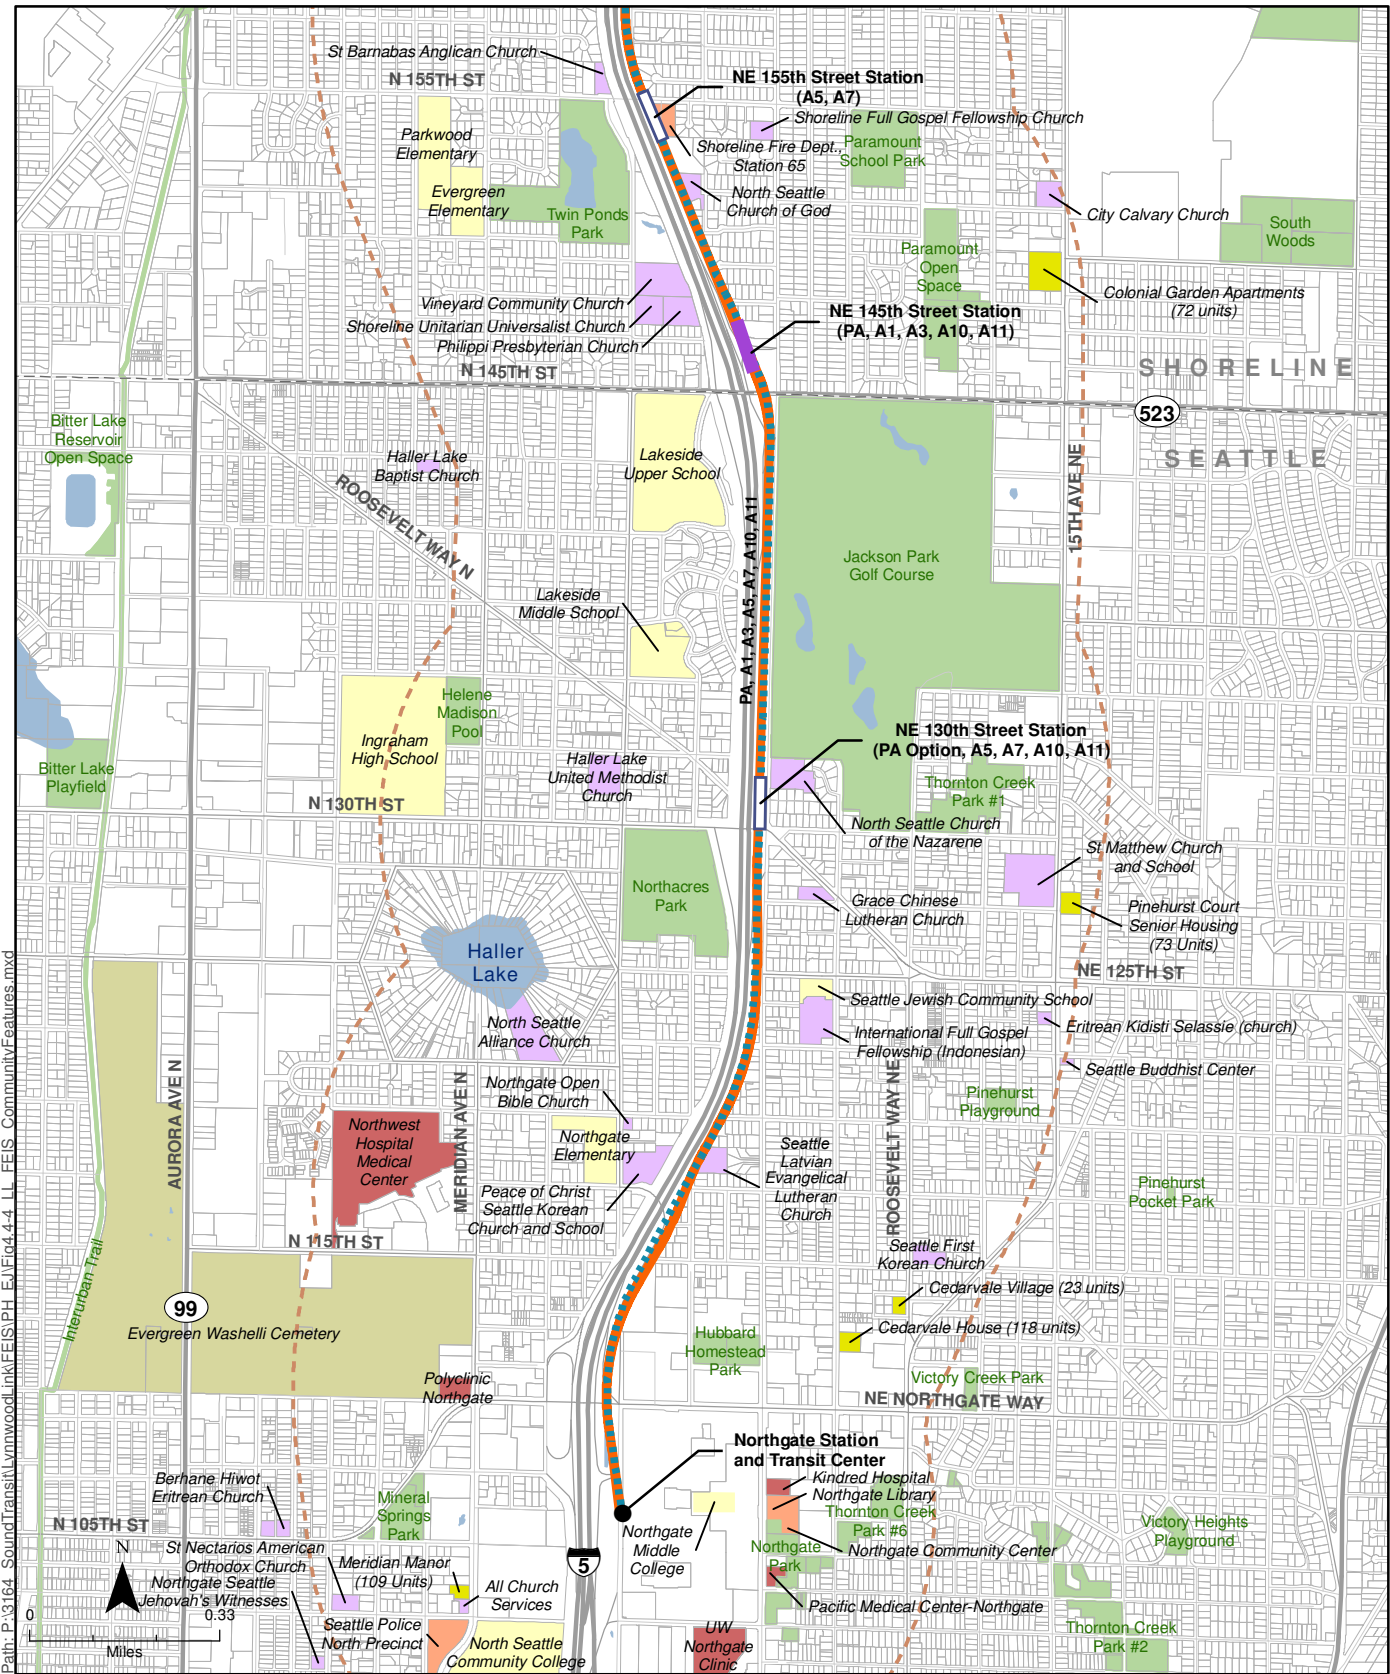 St Barnabas Anglican Church
N 155TH ST
NE 155th Street Station
(A5, A7)
Shoreline Full Gospel Fellowship Church
Parkwood
Elementary
Shoreline Fire Dept.,
Station 65
Paramount
School Park
Evergreen
Elementary
Twin Ponds
Park
North Seattle
Church of God
City Calvary Church
South
Woods
Paramount
Open
Space
Vineyard Community Church
Shoreline Unitarian Universalist Church
Philippi Presbyterian Church
Colonial Garden Apartments
(72 units)
NE 145th Street Station
(PA, A1, A3, A10, A11)
N 145TH ST
SHORELINE
523
SEATTLE
Bitter Lake
Reservoir
Open Space
Haller Lake
Baptist Church
Lakeside
Upper School
ROOSEVELT WAY N
15TH AVE NE
PA, A1, A3, A5, A7, A10, A11
Jackson Park
Golf Course
Lakeside
Middle School
Helene
Madison
Pool
Ingraham
High School
NE 130th Street Station
(PA Option, A5, A7, A10, A11)
Bitter Lake
Playfield
Haller Lake
United Methodist
Church
Thornton Creek
Park #1
N 130TH ST
North Seattle Church
of the Nazarene
St Matthew Church
and School
Northacres
Park
Grace Chinese
Lutheran Church
Pinehurst Court
Senior Housing
(73 Units)
Haller
Lake
NE 125TH ST
Seattle Jewish Community School
North Seattle
Alliance Church
International Full Gospel
Fellowship (Indonesian)
Eritrean Kidisti Selassie (church)
Seattle Buddhist Center
AURORA AVE N
MERIDIAN AVE N
ROOSEVELT WAY NE
Northgate Open
Bible Church
Pinehurst
Playground
Northwest
Hospital
Medical
Center
Northgate
Elementary
Seattle
Latvian
Evangelical
Lutheran
Church
Peace of Christ
Seattle Korean
Church and School
Pinehurst
Pocket Park
N 115TH ST
Seattle First
Korean Church
Interurban Trail
99
Cedarvale Village (23 units)
Evergreen Washelli Cemetery
Cedarvale House (118 units)
Hubbard
Homestead
Park
Polyclinic
Northgate
Victory Creek Park
NE NORTHGATE WAY
Northgate Station
and Transit Center
Berhane Hiwot
Eritrean Church
Mineral
Springs
Park
Kindred Hospital
Northgate Library
Thornton Creek
Park #6
N 105TH ST
Northgate
Middle
College
Northgate
Park
Northgate Community Center
Victory Heights
Playground
N
St Nectarios American
Orthodox Church
Meridian Manor
(109 Units)
5
Northgate Seattle
Jehovah's Witnesses
All Church
Services
Pacific Medical Center-Northgate
0
0.33
Miles
Seattle Police
North Precinct
North Seattle
Community College
UW
Northgate
Clinic
Thornton Creek
Park #2
Path: P:\3164_SoundTransit\LynnwoodLink\FEIS\PH_EJ\Fig4.4-4_LL_FEIS_CommunityFeatures.mxd